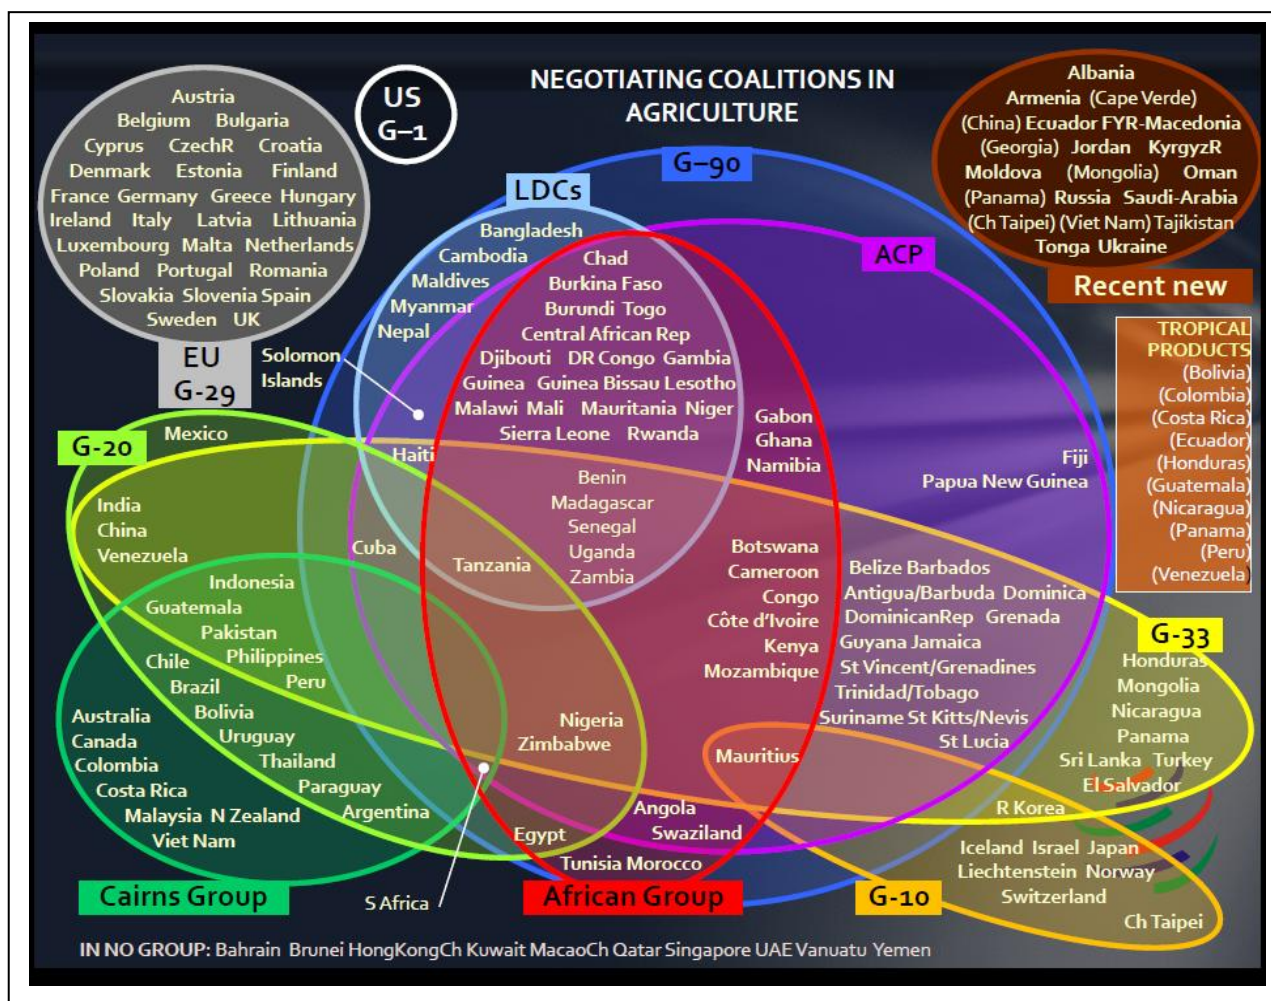 NEGOTIATING COALITIONS IN
AGRICULTURE
US
G–1
Austria
Belgium Bulgaria
Cyprus CzechR Croatia
Denmark Estonia Finland
France Germany Greece Hungary
Ireland Italy Latvia Lithuania
Luxembourg Malta Netherlands
Poland Portugal Romania
Slovakia Slovenia Spain
Sweden UK
EU
G-29
Albania
Armenia (Cape Verde)
(China) Ecuador FYR-Macedonia
(Georgia) Jordan KyrgyzR
Moldova (Mongolia) Oman
(Panama) Russia Saudi-Arabia
(Ch Taipei) (Viet Nam) Tajikistan
Tonga Ukraine
Recent new
TROPICAL
PRODUCTS
(Bolivia)
(Colombia)
(Costa Rica)
(Ecuador)
(Honduras)
(Guatemala)
(Nicaragua)
(Panama)
(Peru)
(Venezuela)
G–90
LDCs
ACP
Bangladesh
Cambodia
Maldives
Myanmar
Nepal
Solomon
Islands
Chad
Burkina Faso
Burundi Togo
Central African Rep
Djibouti DR Congo Gambia
Guinea Guinea Bissau Lesotho
Malawi Mali Mauritania Niger
Sierra Leone Rwanda
Haiti
Benin
Madagascar
Senegal
Uganda
Zambia
Tanzania
Cuba
Gabon
Ghana
Namibia
Fiji
Papua New Guinea
G-20
Mexico
India
China
Venezuela
Indonesia
Guatemala
Pakistan
Philippines
Peru
Chile
Brazil
Bolivia
Uruguay
Thailand
Paraguay
Argentina
Australia
Canada
Colombia
Costa Rica
Malaysia N Zealand
Viet Nam
Cairns Group
S Africa
Botswana
Cameroon
Congo
Côte d’Ivoire
Kenya
Mozambique
Nigeria
Zimbabwe
Mauritius
Angola
Swaziland
Egypt
Tunisia Morocco
African Group
Belize Barbados
Antigua/Barbuda Dominica
DominicanRep Grenada
Guyana Jamaica
St Vincent/Grenadines
Trinidad/Tobago
Suriname St Kitts/Nevis
St Lucia
G-33
Honduras
Mongolia
Nicaragua
Panama
Sri Lanka Turkey
El Salvador
R Korea
Iceland Israel Japan
Liechtenstein Norway
Switzerland
Ch Taipei
G-10
IN NO GROUP: Bahrain Brunei HongKongCh Kuwait MacaoCh Qatar Singapore UAE Vanuatu Yemen